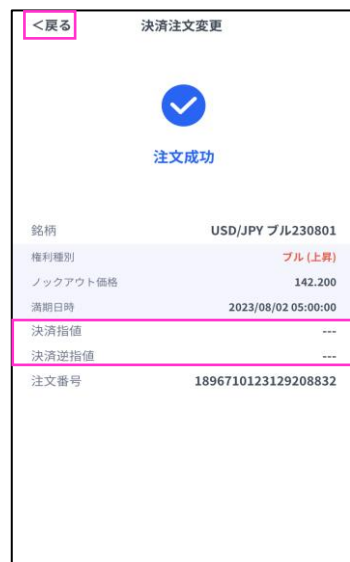 <戻る 決済注文変更
注文成功
銘柄 USD/JPY ブル230801
権利種別 ブル (上昇)
ノックアウト価格 142.200
満期日時 2023/08/02 05:00:00
決済指値 ---
決済逆指値 ---
注文番号 1896710123129208832